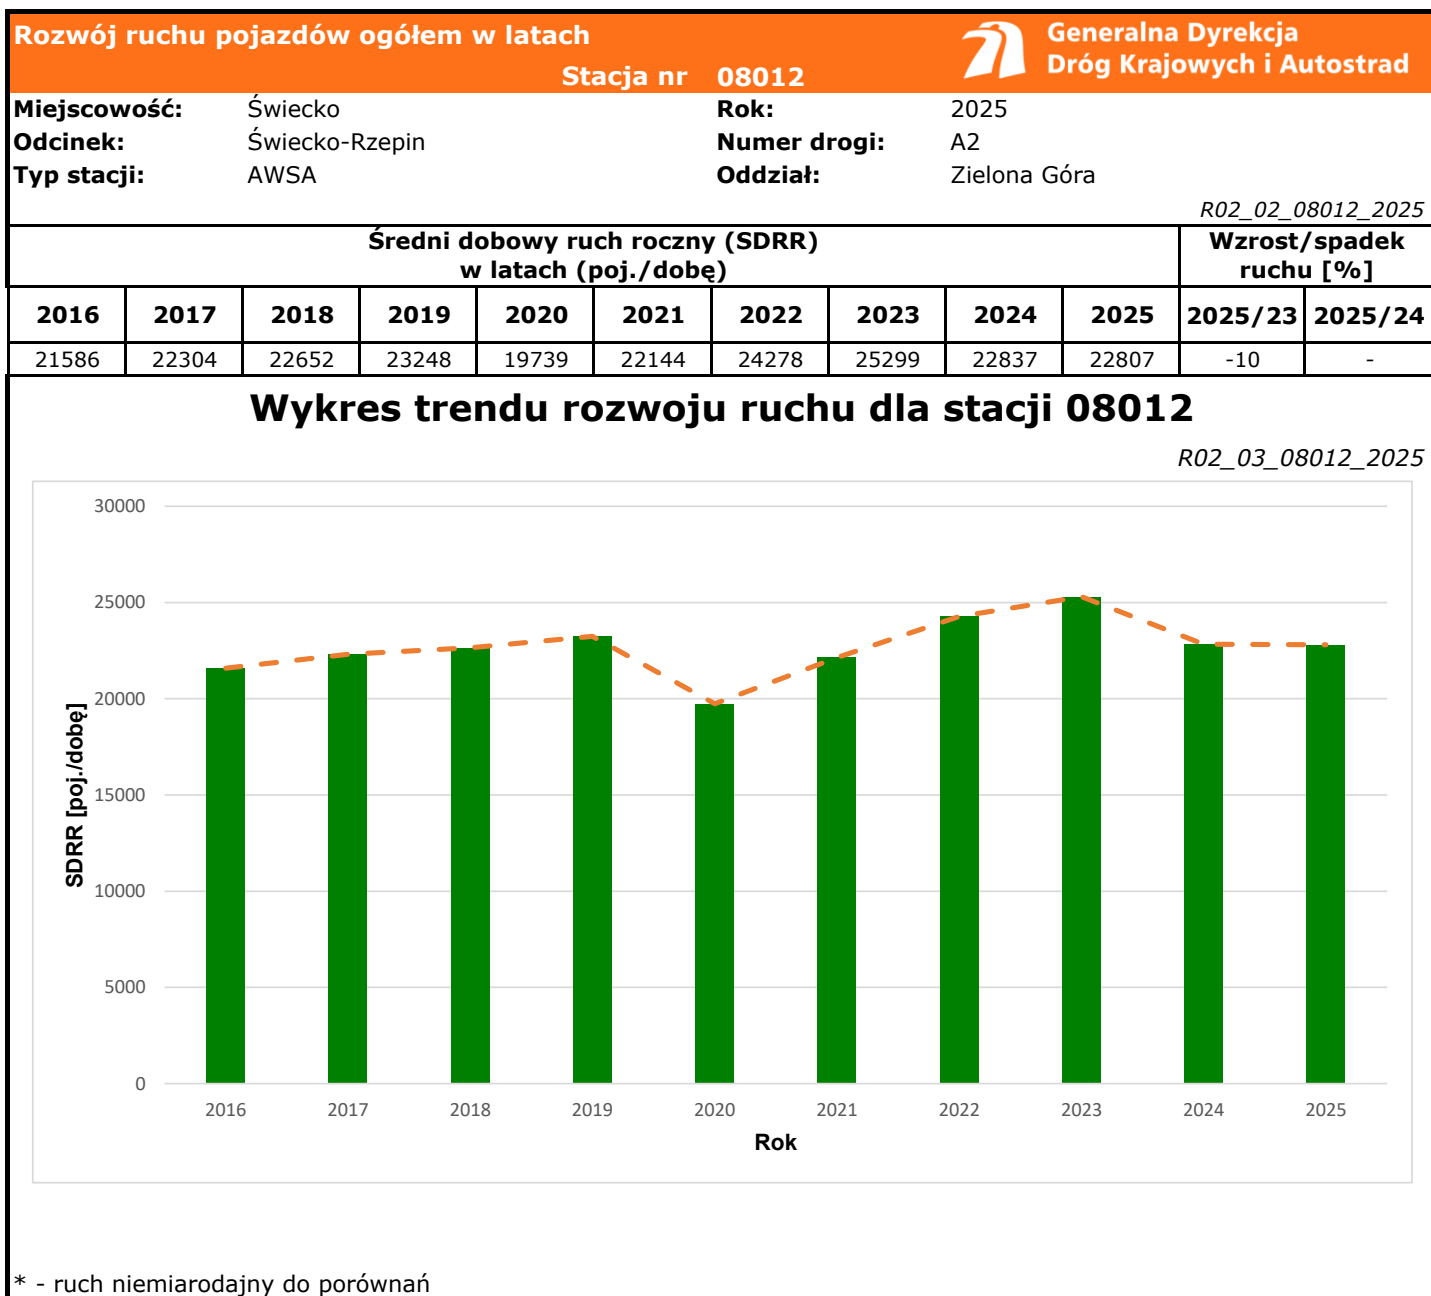 Rozwój ruchu pojazdów ogółem w latach
Generalna Dyrekcja
Dróg Krajowych i Autostrad
Stacja nr 08012
Miejscowość: Świecko Rok: 2025
Odcinek: Świecko-Rzepin Numer drogi: A2
Typ stacji: AWSA Oddział: Zielona Góra
R02_02_08012_2025
Średni dobowy ruch roczny (SDRR)
w latach (poj./dobę)
Wzrost/spadek
ruchu [%]
2016 2017 2018 2019 2020 2021 2022 2023 2024 2025 2025/23 2025/24
21586 22304 22652 23248 19739 22144 24278 25299 22837 22807 -10 -
Wykres trendu rozwoju ruchu dla stacji 08012
R02_03_08012_2025
30000
25000
20000
15000
10000
5000
0
SDRR [poj./dobę]
2016 2017 2018 2019 2020 2021 2022 2023 2024 2025
Rok
* - ruch niemiarodajny do porównań